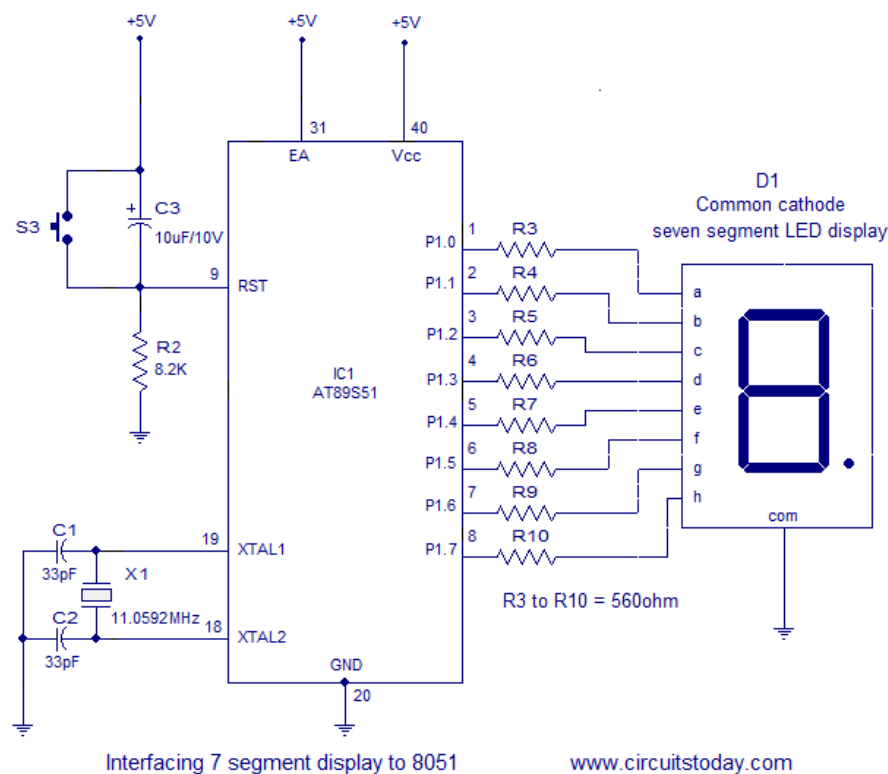 +5V
+5V
+5V
31
40
EA
Vcc
D1
Common cathode
seven segment LED display
S3
+
C3
10uF/10V
9
RST
R2
8.2K
IC1
AT89S51
P1.0
1
R3
a
P1.1
2
R4
b
P1.2
3
R5
c
P1.3
4
R6
d
P1.4
5
R7
e
P1.5
6
R8
f
P1.6
7
R9
g
P1.7
8
R10
h
com
C1
33pF
19
XTAL1
X1
11.0592MHz
C2
33pF
18
XTAL2
R3 to R10 = 560ohm
GND
20
Interfacing 7 segment display to 8051
www.circuitstoday.com